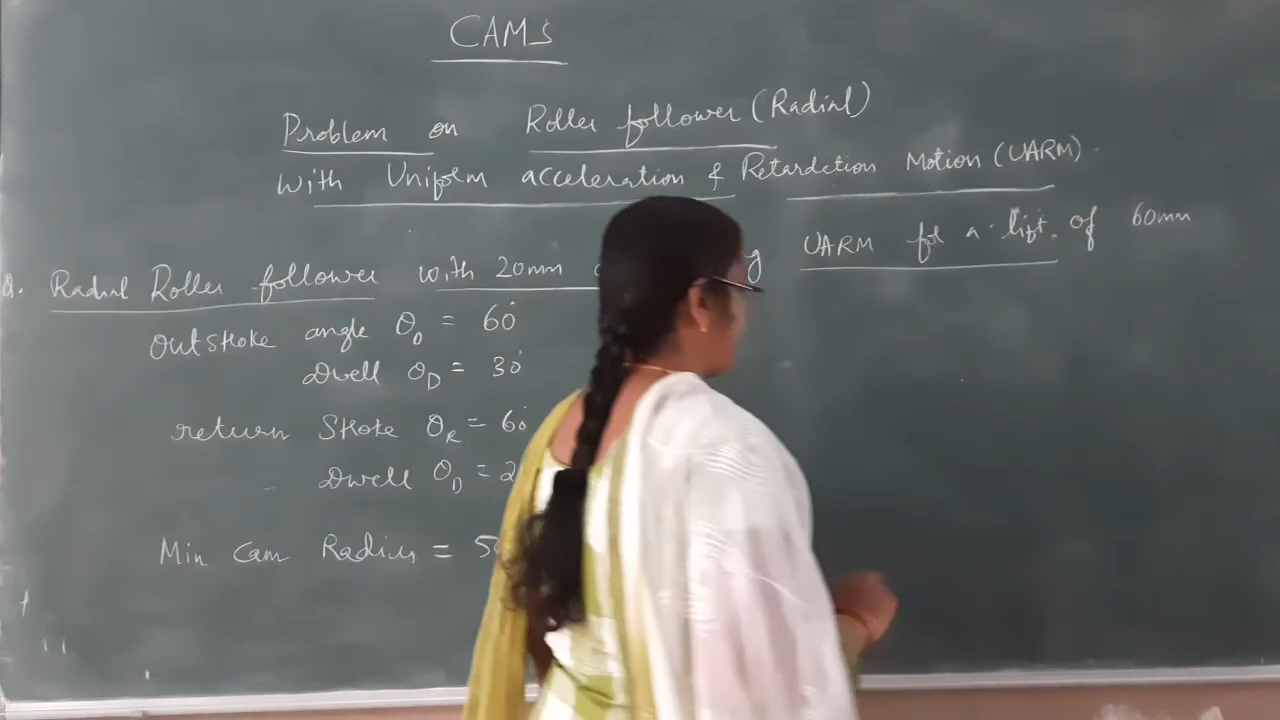 CAMS
Problem on Roller follower (Radial)
With Uniform acceleration & Retardation Motion (UARM).
Q. Radial Roller follower with 20mm UARM for a lift of 60mm
Outstroke angle θ₀ = 60°
Dwell θD = 30°
return Stroke θR = 60°
Dwell θD = 2
Min Cam Radius = 50